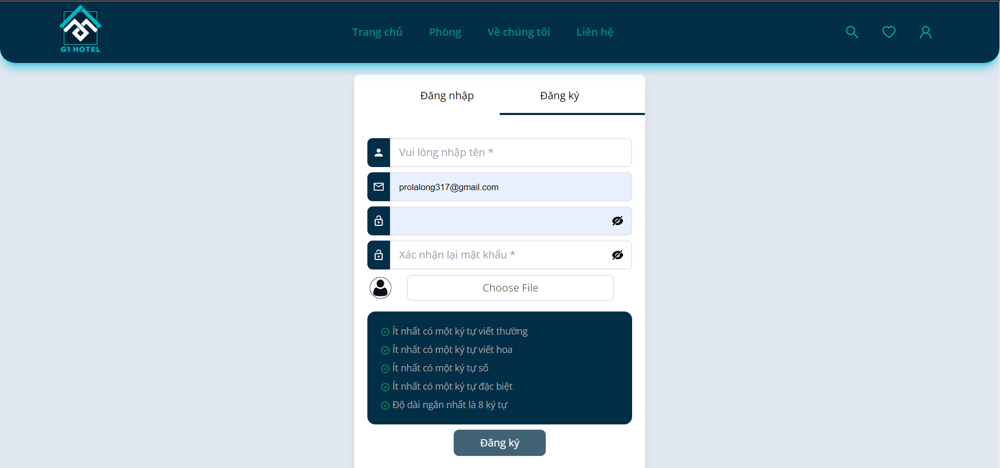 G1 HOTEL
Trang chủ
Phòng
Về chúng tôi
Liên hệ
Đăng nhập
Đăng ký
Vui lòng nhập tên *
prolalong317@gmail.com
Xác nhận lại mật khẩu *
Choose File
Ít nhất có một ký tự viết thường
Ít nhất có một ký tự viết hoa
Ít nhất có một ký tự số
Ít nhất có một ký tự đặc biệt
Độ dài ngắn nhất là 8 ký tự
Đăng ký